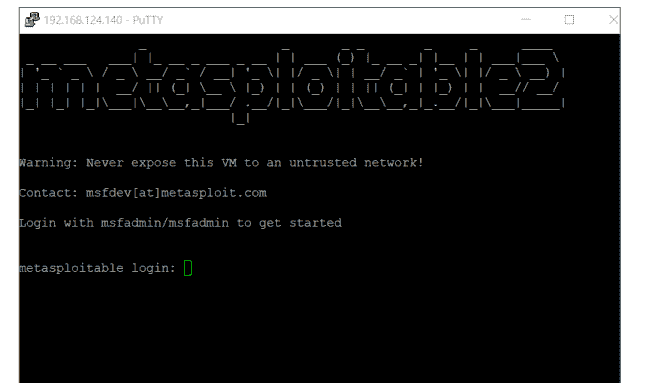 192.168.124.140 - PuTTY
metasploitable2
Warning: Never expose this VM to an untrusted network!
Contact: msfdev[at]metasploit.com
Login with msfadmin/msfadmin to get started
metasploitable login: